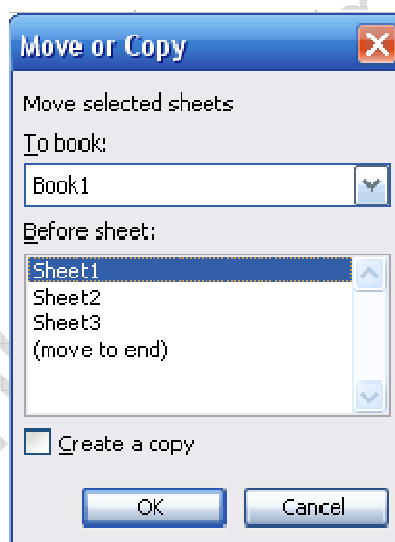 Move or Copy
Move selected sheets
To book:
Book1
Before sheet:
Sheet1
Sheet2
Sheet3
(move to end)
Create a copy
OK Cancel